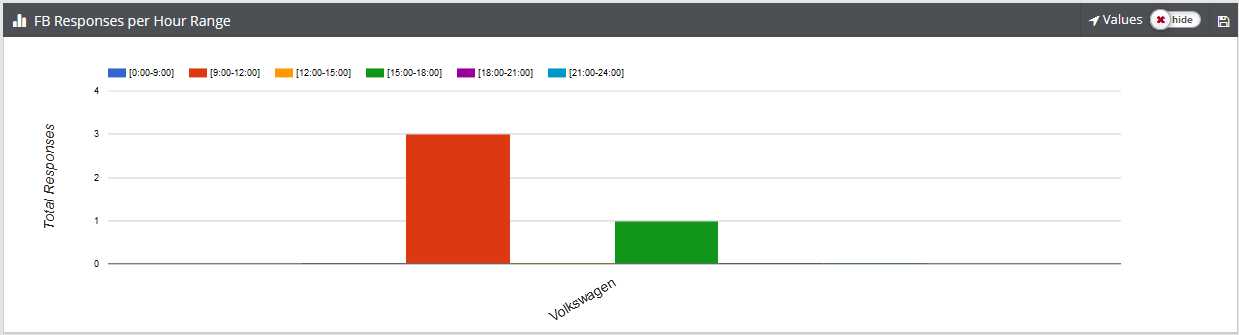 FB Responses per Hour Range
Values hide
[0:00-9:00] [9:00-12:00] [12:00-15:00] [15:00-18:00] [18:00-21:00] [21:00-24:00]
4
3
2
1
0
Total Responses
Volkswagen